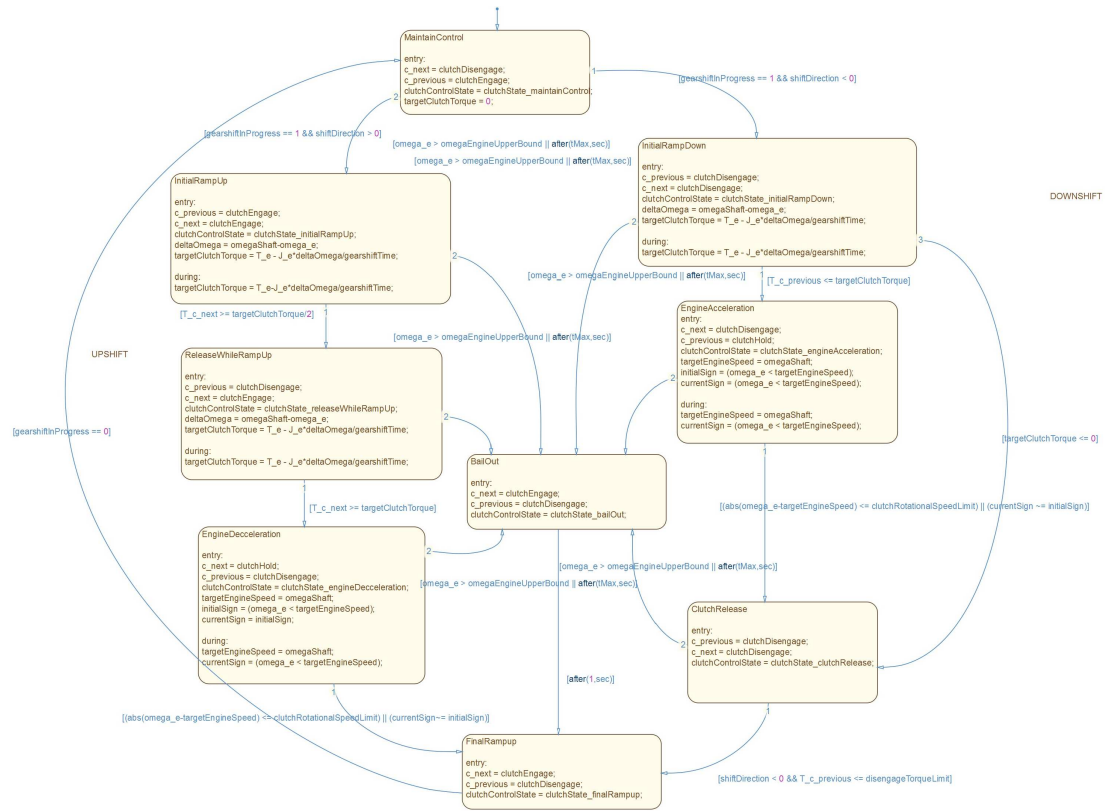 MaintainControl
entry:
c_next = clutchDisengage;
c_previous = clutchEngage;
clutchControlState = clutchState_maintainControl;
targetClutchTorque = 0;
1
[gearshiftInProgress == 1 && shiftDirection < 0]
2
[gearshiftInProgress == 1 && shiftDirection > 0]
[omega_e > omegaEngineUpperBound || after(tMax,sec)]
[omega_e > omegaEngineUpperBound || after(tMax,sec)]
InitialRampDown
entry:
c_previous = clutchDisengage;
c_next = clutchDisengage;
clutchControlState = clutchState_initialRampDown;
deltaOmega = omegaShaft-omega_e;
targetClutchTorque = T_e - J_e*deltaOmega/gearshiftTime;
during:
targetClutchTorque = T_e - J_e*deltaOmega/gearshiftTime;
2
3
1
DOWNSHIFT
InitialRampUp
entry:
c_previous = clutchEngage;
c_next = clutchEngage;
clutchControlState = clutchState_initialRampUp;
deltaOmega = omegaShaft-omega_e;
targetClutchTorque = T_e - J_e*deltaOmega/gearshiftTime;
during:
targetClutchTorque = T_e-J_e*deltaOmega/gearshiftTime;
2
1
[omega_e > omegaEngineUpperBound || after(tMax,sec)]
[T_c_previous <= targetClutchTorque]
[T_c_next >= targetClutchTorque/2]
EngineAcceleration
entry:
c_next = clutchDisengage;
c_previous = clutchHold;
clutchControlState = clutchState_engineAcceleration;
targetEngineSpeed = omegaShaft;
initialSign = (omega_e < targetEngineSpeed);
currentSign = (omega_e < targetEngineSpeed);
during:
targetEngineSpeed = omegaShaft;
currentSign = (omega_e < targetEngineSpeed);
2
1
[omega_e > omegaEngineUpperBound || after(tMax,sec)]
UPSHIFT
ReleaseWhileRampUp
entry:
c_previous = clutchDisengage;
c_next = clutchEngage;
clutchControlState = clutchState_releaseWhileRampUp;
deltaOmega = omegaShaft-omega_e;
targetClutchTorque = T_e - J_e*deltaOmega/gearshiftTime;
during:
targetClutchTorque = T_e - J_e*deltaOmega/gearshiftTime;
2
1
[gearshiftInProgress == 0]
[targetClutchTorque <= 0]
BailOut
entry:
c_next = clutchEngage;
c_previous = clutchDisengage;
clutchControlState = clutchState_bailOut;
[T_c_next >= targetClutchTorque]
[(abs(omega_e-targetEngineSpeed) <= clutchRotationalSpeedLimit) || (currentSign ~= initialSign)]
EngineDecceleration
entry:
c_next = clutchHold;
c_previous = clutchDisengage;
clutchControlState = clutchState_engineDecceleration;
targetEngineSpeed = omegaShaft;
initialSign = (omega_e < targetEngineSpeed);
currentSign = initialSign;
during:
targetEngineSpeed = omegaShaft;
currentSign = (omega_e < targetEngineSpeed);
2
1
[omega_e > omegaEngineUpperBound || after(tMax,sec)]
[omega_e > omegaEngineUpperBound || after(tMax,sec)]
ClutchRelease
entry:
c_previous = clutchDisengage;
c_next = clutchDisengage;
clutchControlState = clutchState_clutchRelease;
2
1
[after(1,sec)]
[(abs(omega_e-targetEngineSpeed) <= clutchRotationalSpeedLimit) || (currentSign~= initialSign)]
FinalRampup
entry:
c_next = clutchEngage;
c_previous = clutchDisengage;
clutchControlState = clutchState_finalRampup;
[shiftDirection < 0 && T_c_previous <= disengageTorqueLimit]